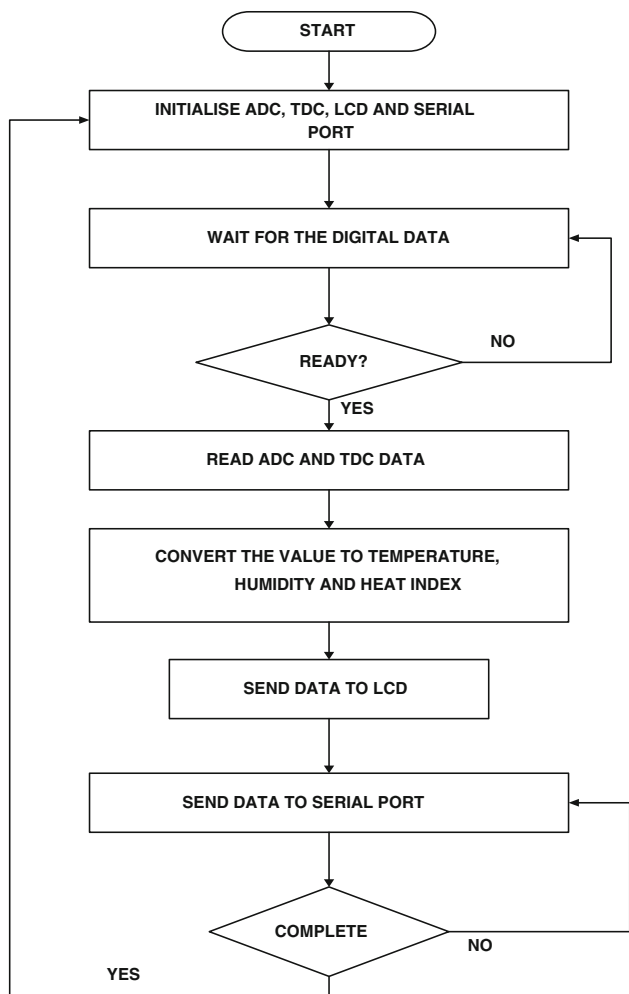 START
INITIALISE ADC, TDC, LCD AND SERIAL
PORT
WAIT FOR THE DIGITAL DATA
NO
READY?
YES
READ ADC AND TDC DATA
CONVERT THE VALUE TO TEMPERATURE,
HUMIDITY AND HEAT INDEX
SEND DATA TO LCD
SEND DATA TO SERIAL PORT
COMPLETE
NO
YES